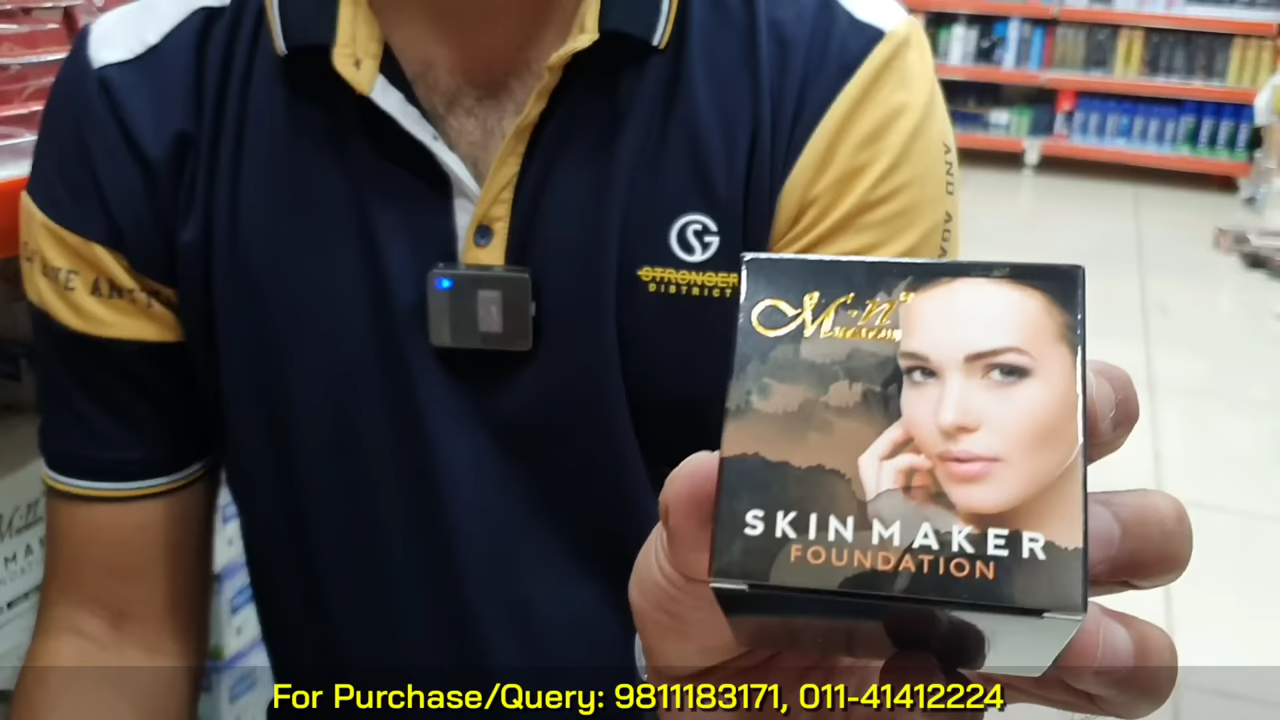 STRONGER
DISTRICT
M·n
SKIN MAKER
FOUNDATION
For Purchase/Query: 9811183171, 011-41412224